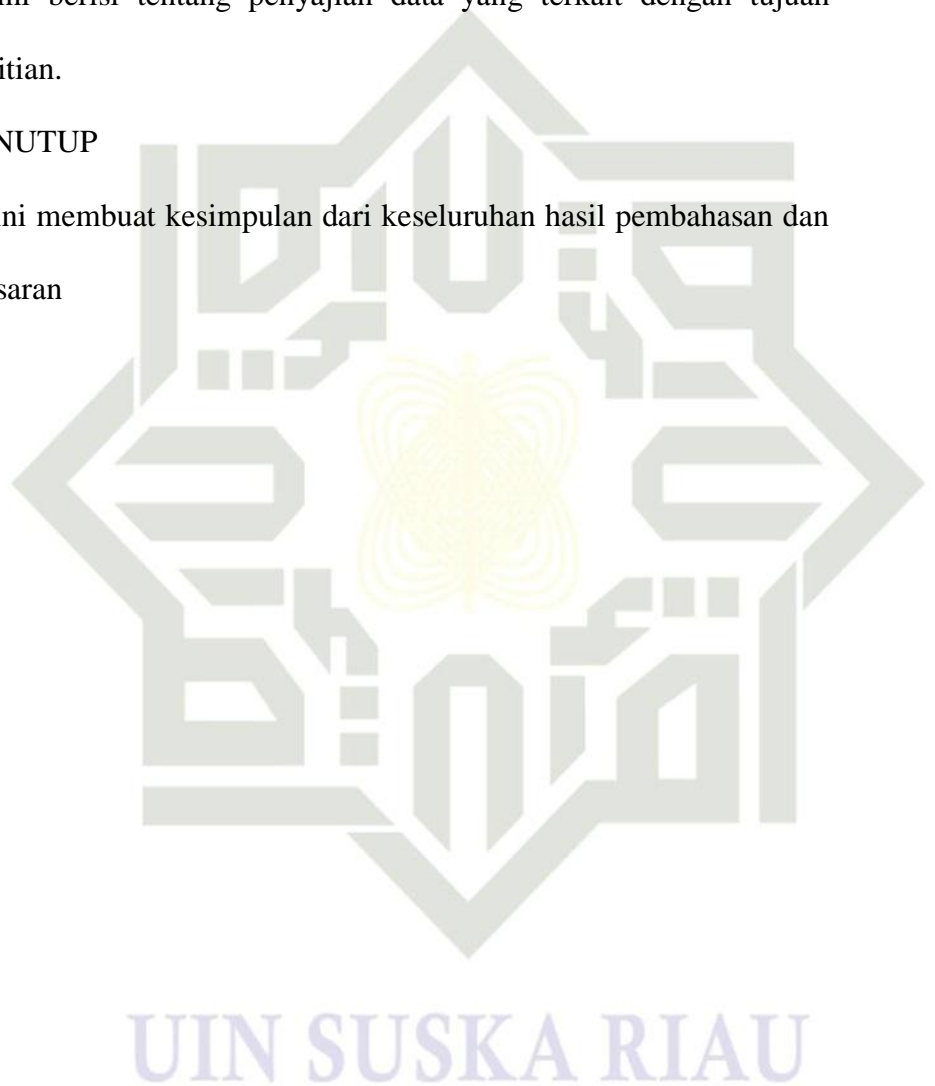 ini berisi tentang penyajian data yang terkait dengan tujuan
itian.
NUTUP
ini membuat kesimpulan dari keseluruhan hasil pembahasan dan
saran
UIN SUSKA RIAU